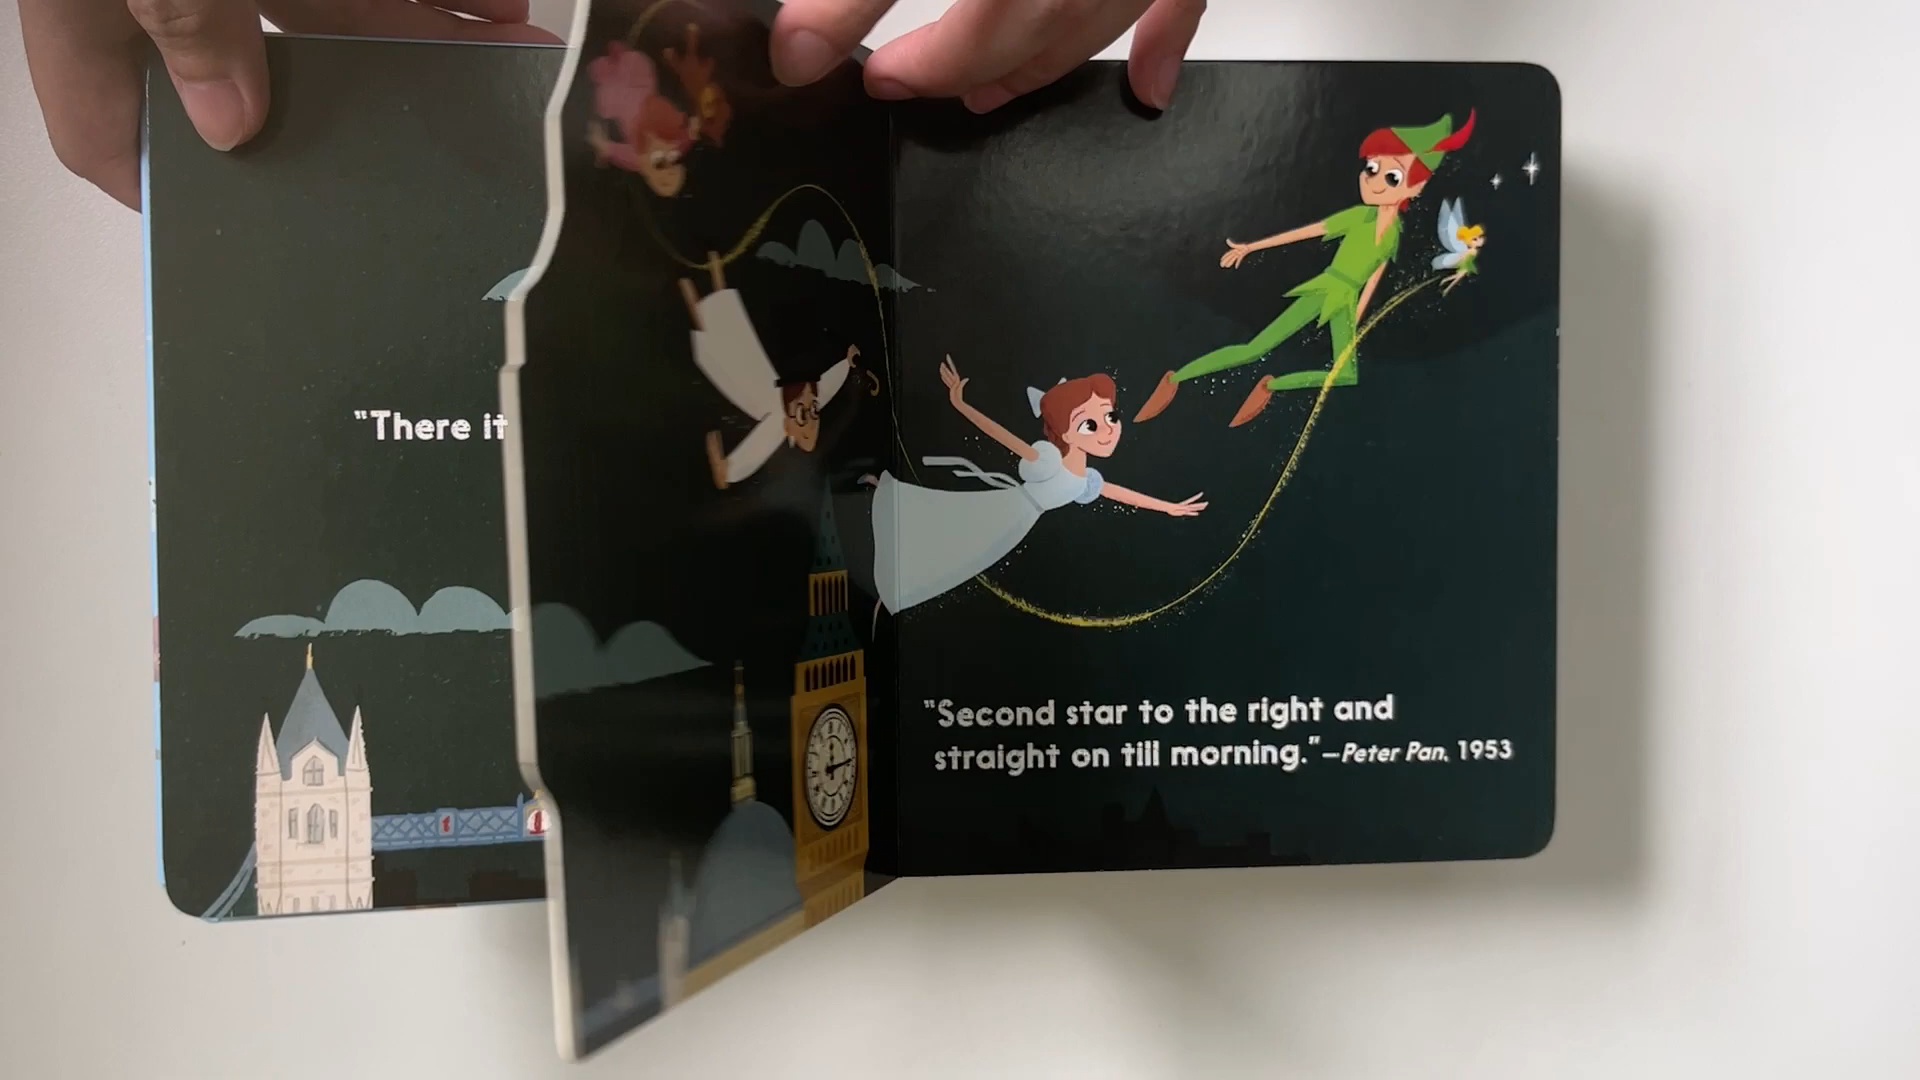 "There it
"Second star to the right and
straight on till morning."—Peter Pan, 1953